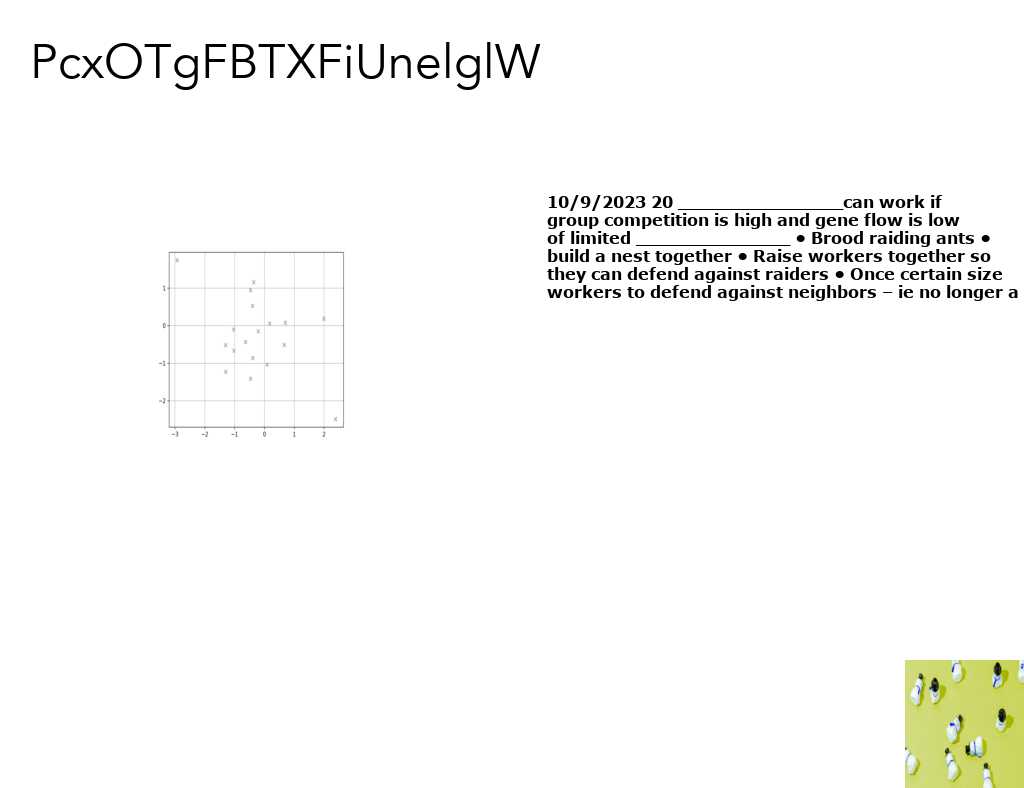 PcxOTgFBTXFiUnelglW
10/9/2023 20 __________________can work if
group competition is high and gene flow is low
of limited _________________ • Brood raiding ants •
build a nest together • Raise workers together so
they can defend against raiders • Once certain size
workers to defend against neighbors – ie no longer a
1
0
−1
−2
−3 −2 −1 0 1 2